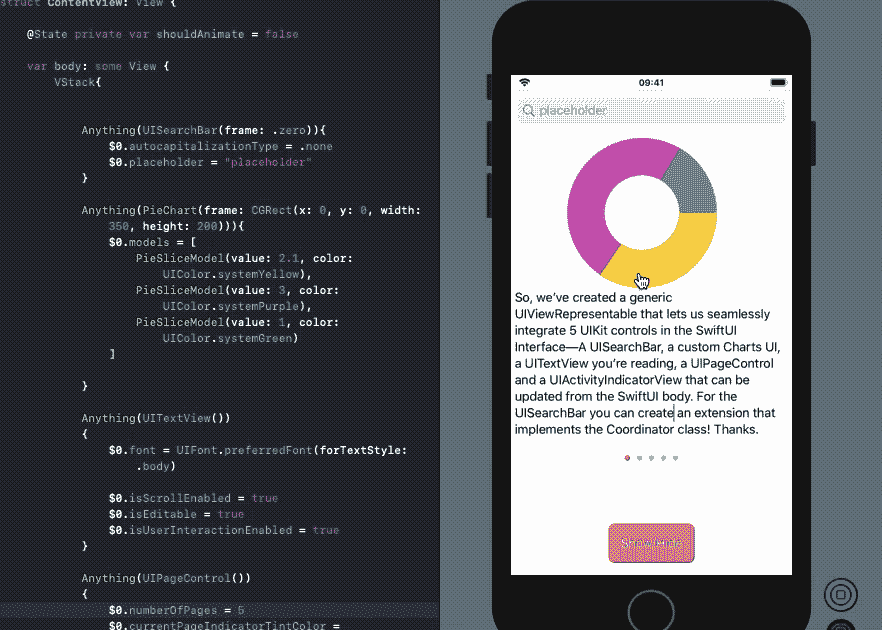 struct ContentView: View {
@State private var shouldAnimate = false
var body: some View {
VStack{
Anything(UISearchBar(frame: .zero)){
$0.autocapitalizationType = .none
$0.placeholder = "placeholder"
}
Anything(PieChart(frame: CGRect(x: 0, y: 0, width:
350, height: 200))){
$0.models = [
PieSliceModel(value: 2.1, color:
UIColor.systemYellow),
PieSliceModel(value: 3, color:
UIColor.systemPurple),
PieSliceModel(value: 1, color:
UIColor.systemGreen)
]
}
Anything(UITextView())
{
$0.font = UIFont.preferredFont(forTextStyle:
.body)
$0.isScrollEnabled = true
$0.isEditable = true
$0.isUserInteractionEnabled = true
}
Anything(UIPageControl())
{
$0.numberOfPages = 5
$0.currentPageIndicatorTintColor =
09:41
placeholder
So, we've created a generic
UIViewRepresentable that lets us seamlessly
integrate 5 UIKit controls in the SwiftUI
Interface—A UISearchBar, a custom Charts UI,
a UITextView you're reading, a UIPageControl
and a UIActivityIndicatorView that can be
updated from the SwiftUI body. For the
UISearchBar you can create an extension that
implements the Coordinator class! Thanks.